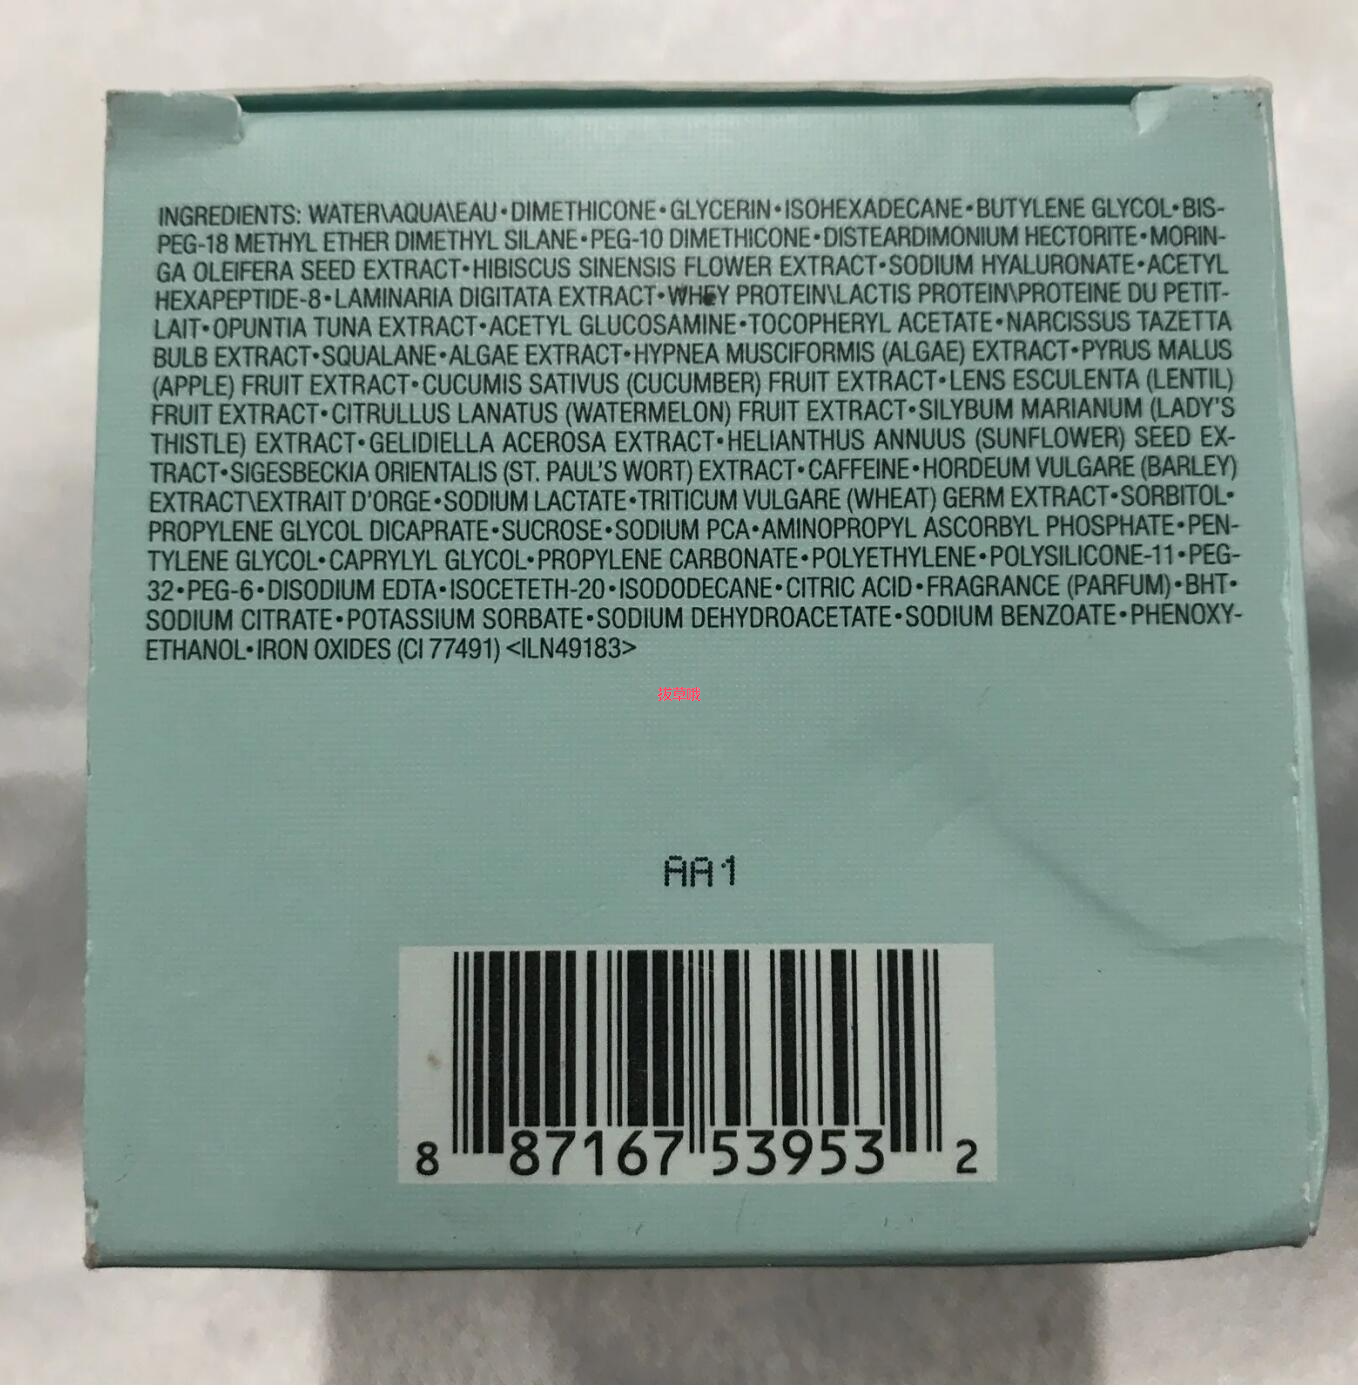 INGREDIENTS: WATER\AQUA\EAU•DIMETHICONE•GLYCERIN•ISOHEXADECANE•BUTYLENE GLYCOL•BIS-
PEG-18 METHYL ETHER DIMETHYL SILANE•PEG-10 DIMETHICONE•DISTEARDIMONIUM HECTORITE•MORIN-
GA OLEIFERA SEED EXTRACT•HIBISCUS SINENSIS FLOWER EXTRACT•SODIUM HYALURONATE•ACETYL
HEXAPEPTIDE-8•LAMINARIA DIGITATA EXTRACT•WHEY PROTEIN\LACTIS PROTEIN\PROTEINE DU PETIT-
LAIT•OPUNTIA TUNA EXTRACT•ACETYL GLUCOSAMINE•TOCOPHERYL ACETATE•NARCISSUS TAZETTA
BULB EXTRACT•SQUALANE•ALGAE EXTRACT•HYPNEA MUSCIFORMIS (ALGAE) EXTRACT•PYRUS MALUS
(APPLE) FRUIT EXTRACT•CUCUMIS SATIVUS (CUCUMBER) FRUIT EXTRACT•LENS ESCULENTA (LENTIL)
FRUIT EXTRACT•CITRULLUS LANATUS (WATERMELON) FRUIT EXTRACT•SILYBUM MARIANUM (LADY'S
THISTLE) EXTRACT•GELIDIELLA ACEROSA EXTRACT•HELIANTHUS ANNUUS (SUNFLOWER) SEED EX-
TRACT•SIGESBECKIA ORIENTALIS (ST. PAUL'S WORT) EXTRACT•CAFFEINE•HORDEUM VULGARE (BARLEY)
EXTRACT\EXTRAIT D'ORGE•SODIUM LACTATE•TRITICUM VULGARE (WHEAT) GERM EXTRACT•SORBITOL•
PROPYLENE GLYCOL DICAPRATE•SUCROSE•SODIUM PCA•AMINOPROPYL ASCORBYL PHOSPHATE•PEN-
TYLENE GLYCOL•CAPRYLYL GLYCOL•PROPYLENE CARBONATE•POLYETHYLENE•POLYSILICONE-11•PEG-
32•PEG-6•DISODIUM EDTA•ISOCETETH-20•ISODODECANE•CITRIC ACID•FRAGRANCE (PARFUM)•BHT•
SODIUM CITRATE•POTASSIUM SORBATE•SODIUM DEHYDROACETATE•SODIUM BENZOATE•PHENOXY-
ETHANOL•IRON OXIDES (CI 77491) <ILN49183>
拔草哦
AA1
8 87167 53953 2